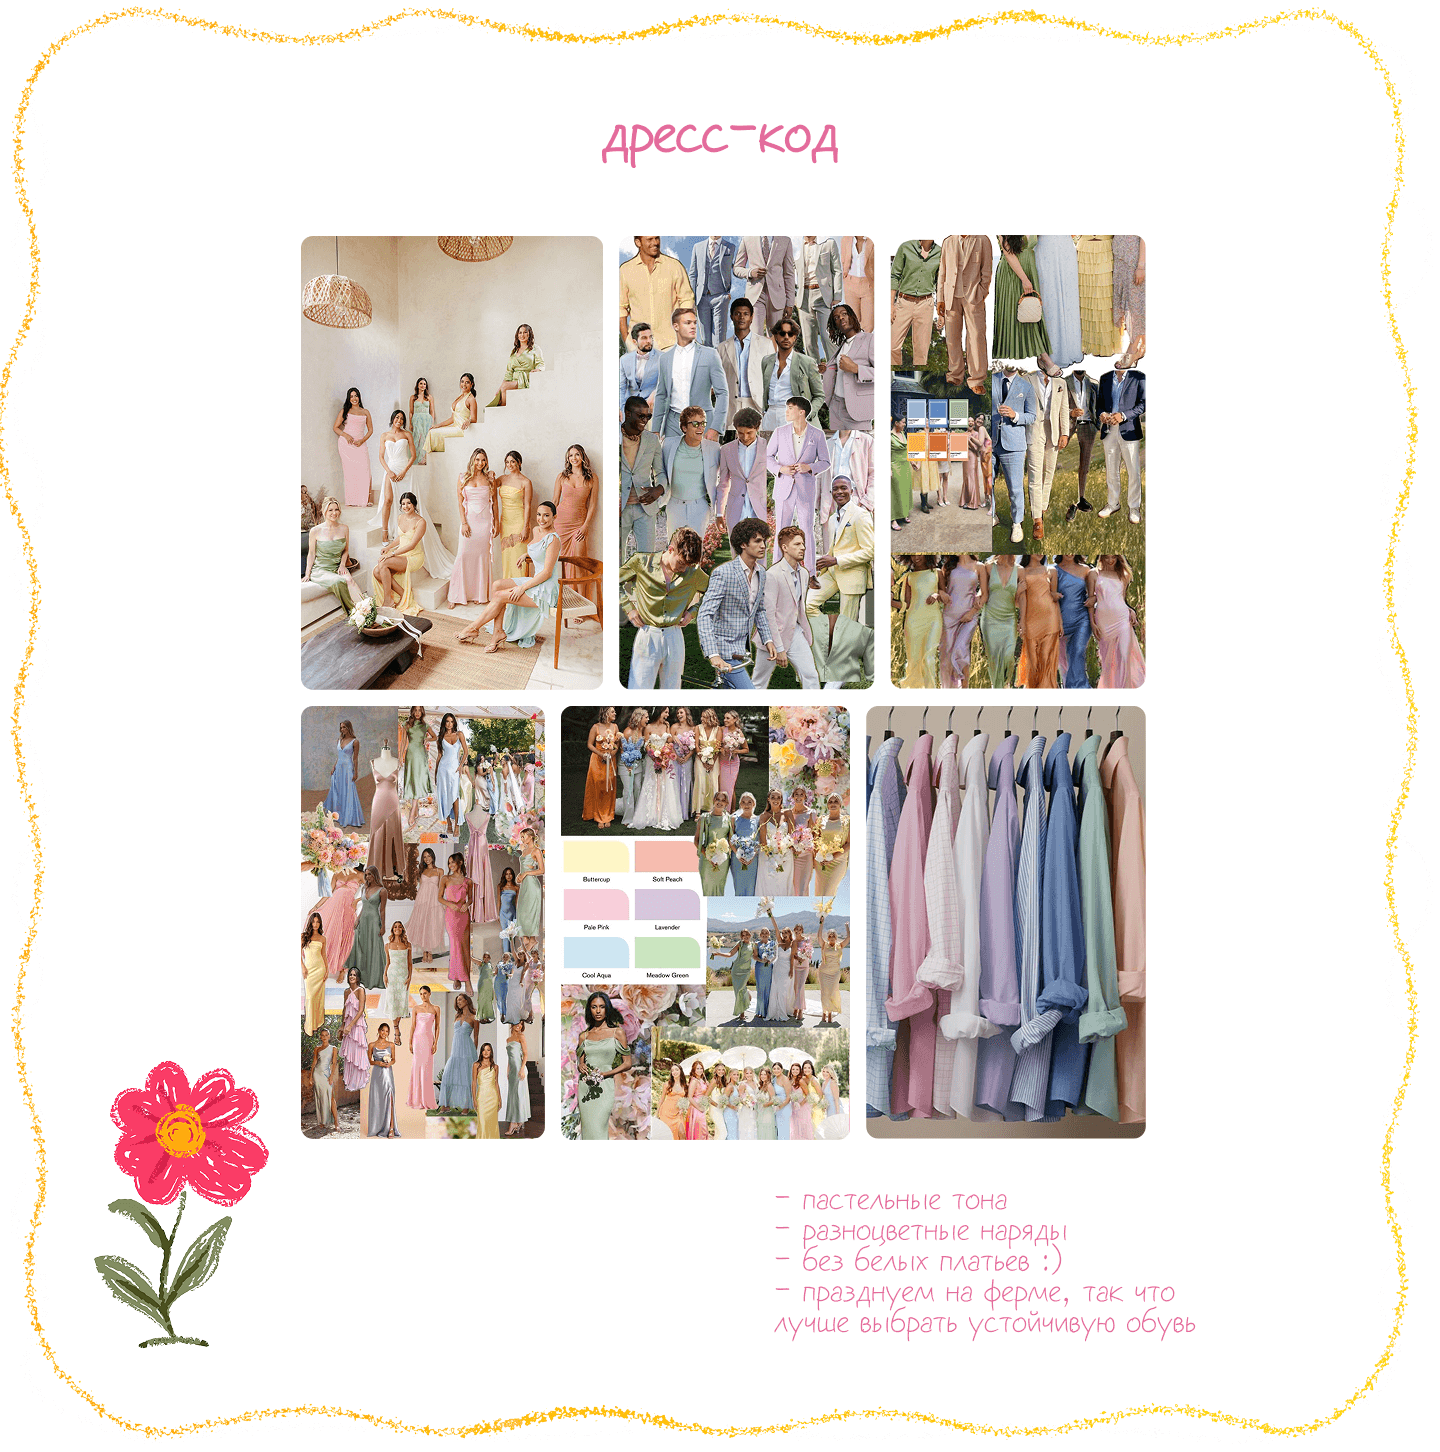 дресс-код
Buttercup
Soft Peach
Pale Pink
Lavender
Cool Aqua
Meadow Green
- пастельные тона
- разноцветные наряды
- без белых платьев :)
- празднуем на ферме, так что
лучше выбрать устойчивую обувь